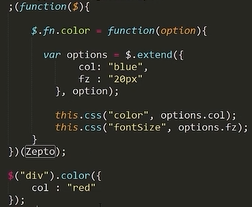 ;(function($){
$.fn.color = function(option){
var options = $.extend({
col: "blue",
fz : "20px"
}, option);
this.css("color", options.col);
this.css("fontSize", options.fz);
}
})(Zepto);
$("div").color({
col : "red"
});